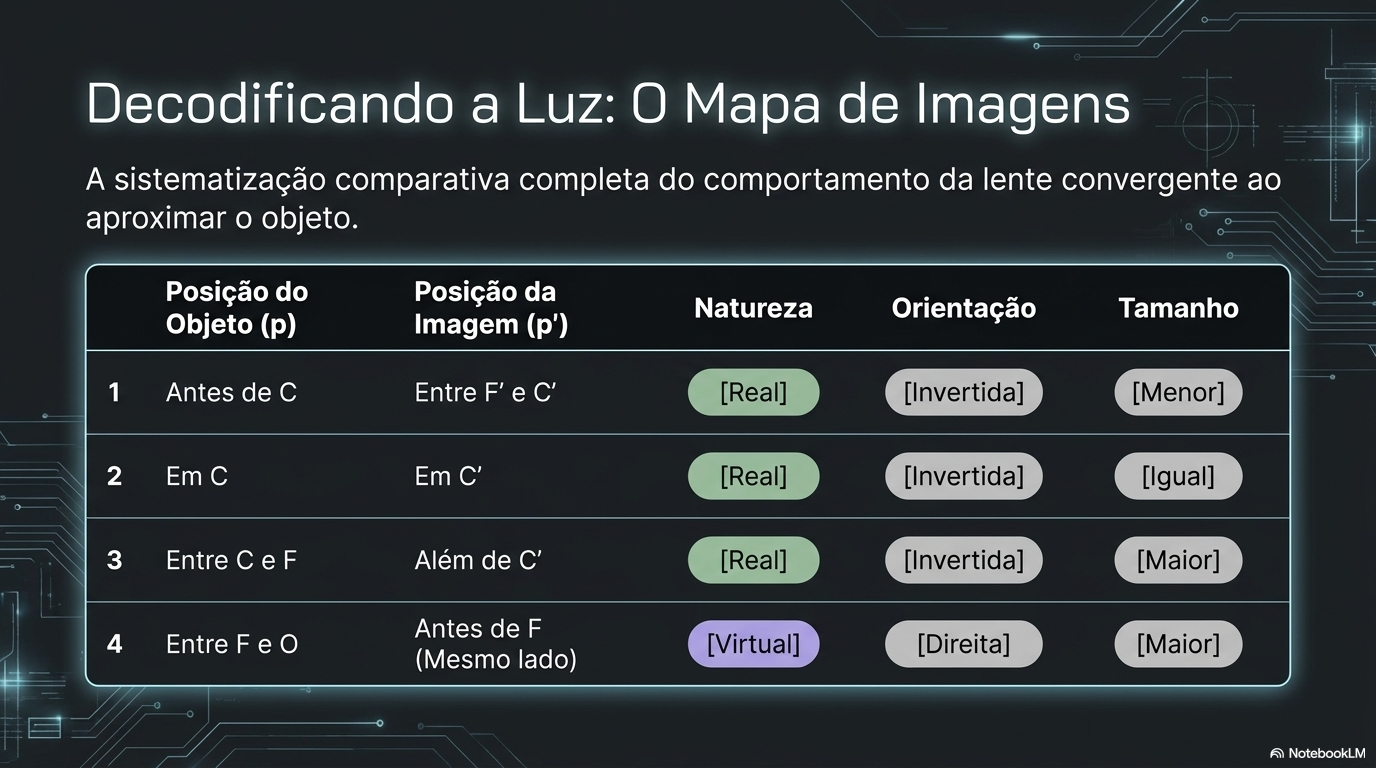 Decodificando a Luz: O Mapa de Imagens
A sistematização comparativa completa do comportamento da lente convergente ao
aproximar o objeto.
Posição do
Objeto (p)
Posição da
Imagem (p')
Natureza
Orientação
Tamanho
1 Antes de C Entre F’ e C’ [Real] [Invertida] [Menor]
2 Em C Em C’ [Real] [Invertida] [Igual]
3 Entre C e F Além de C’ [Real] [Invertida] [Maior]
4 Entre F e O Antes de F
(Mesmo lado) [Virtual] [Direita] [Maior]
NotebookLM